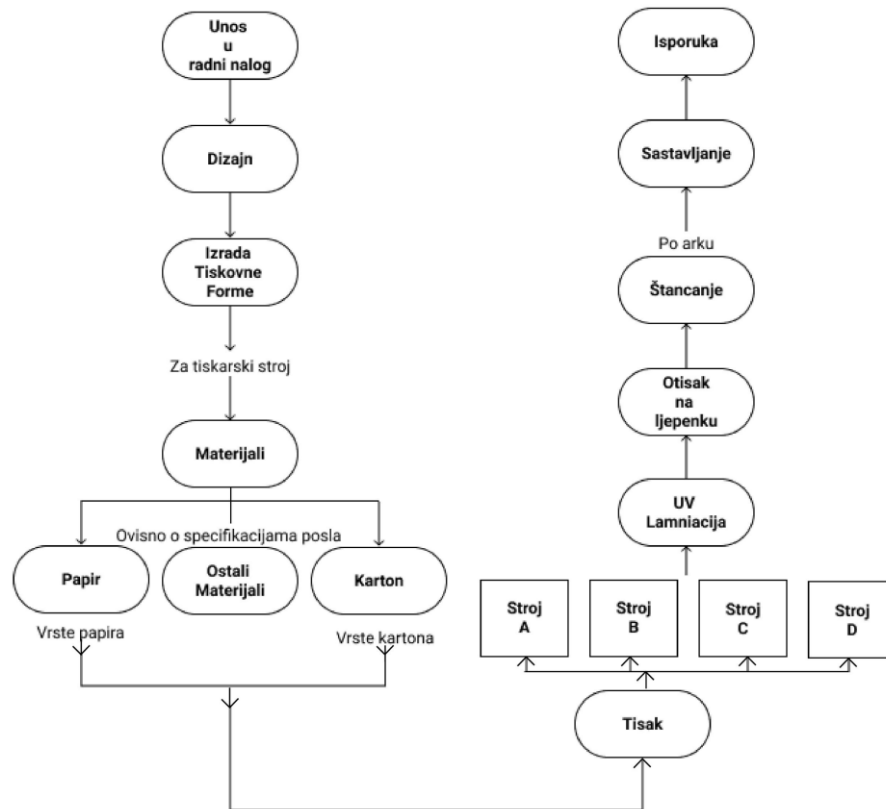 Unos
u
radni nalog
Dizajn
Izrada
Tiskovne
Forme
Za tiskarski stroj
Materijali
Ovisno o specifikacijama posla
Papir
Ostali
Materijali
Karton
Vrste papira
Vrste kartona
Isporuka
Sastavljanje
Po arku
Štancanje
Otisak
na
ljepenku
UV
Lamniacija
Stroj
A
Stroj
B
Stroj
C
Stroj
D
Tisak